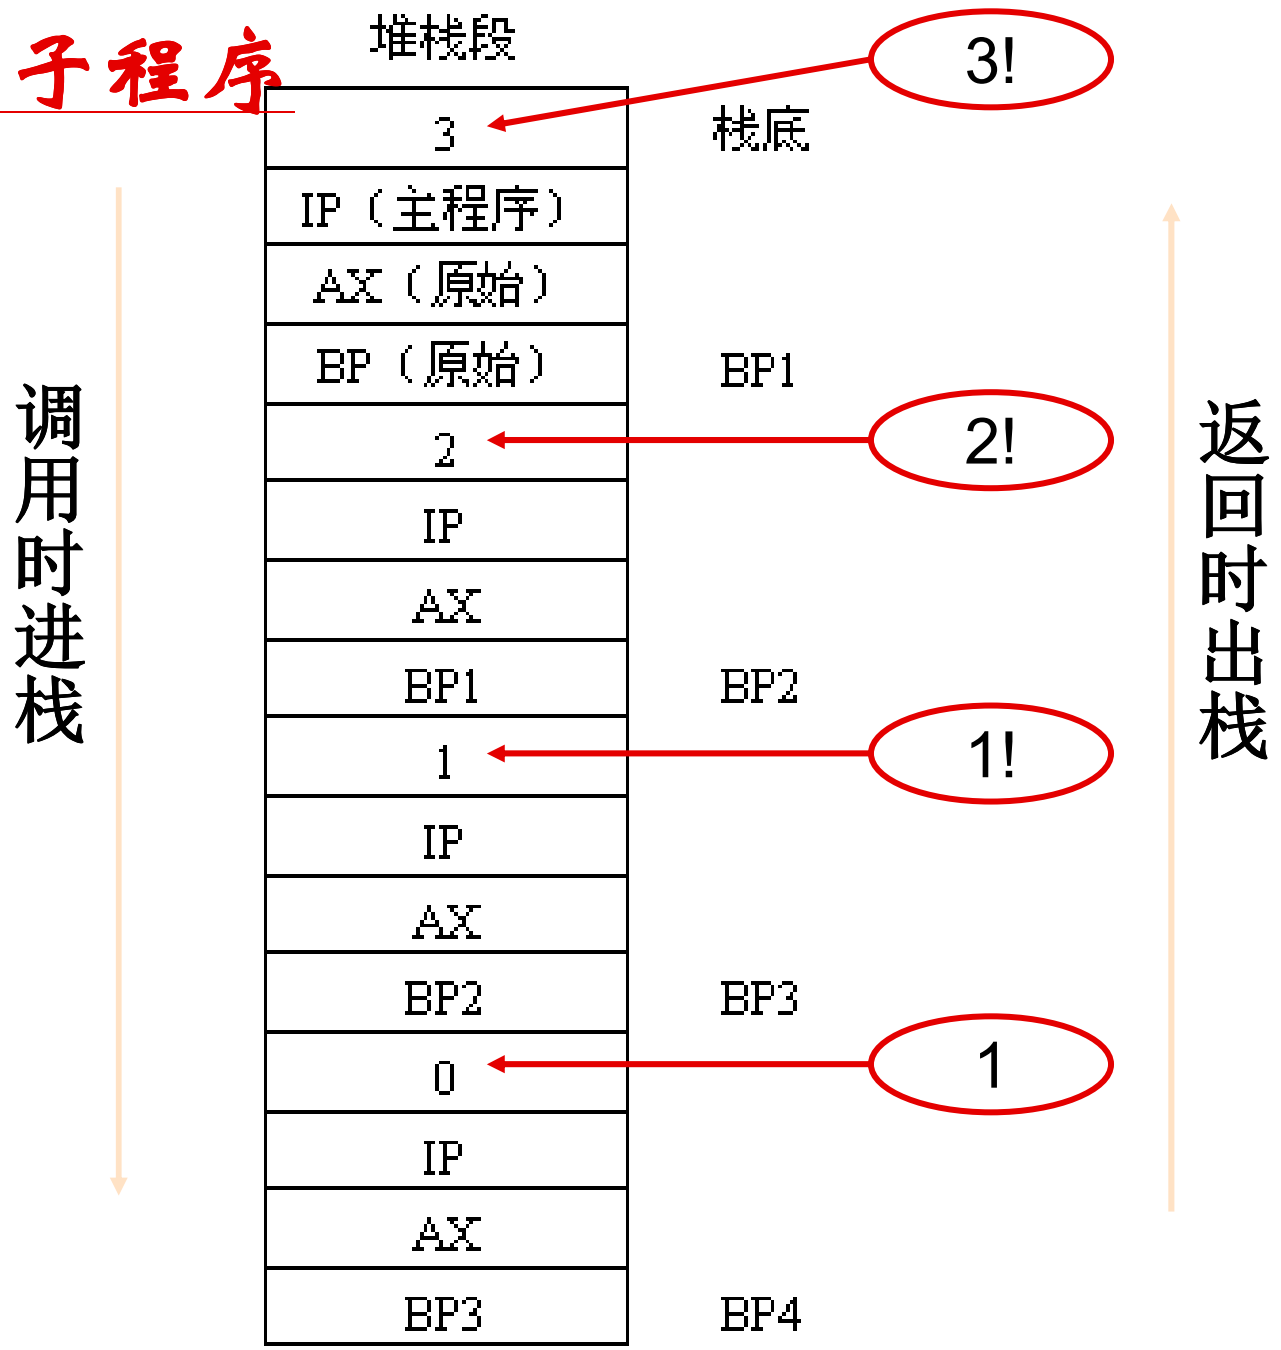 子程序
堆栈段
3!
3
栈底
IP（主程序）
AX（原始）
BP（原始）
BP1
2
2!
IP
AX
BP1
BP2
1
1!
IP
AX
BP2
BP3
0
1
IP
AX
BP3
BP4
调用时进栈
返回时出栈